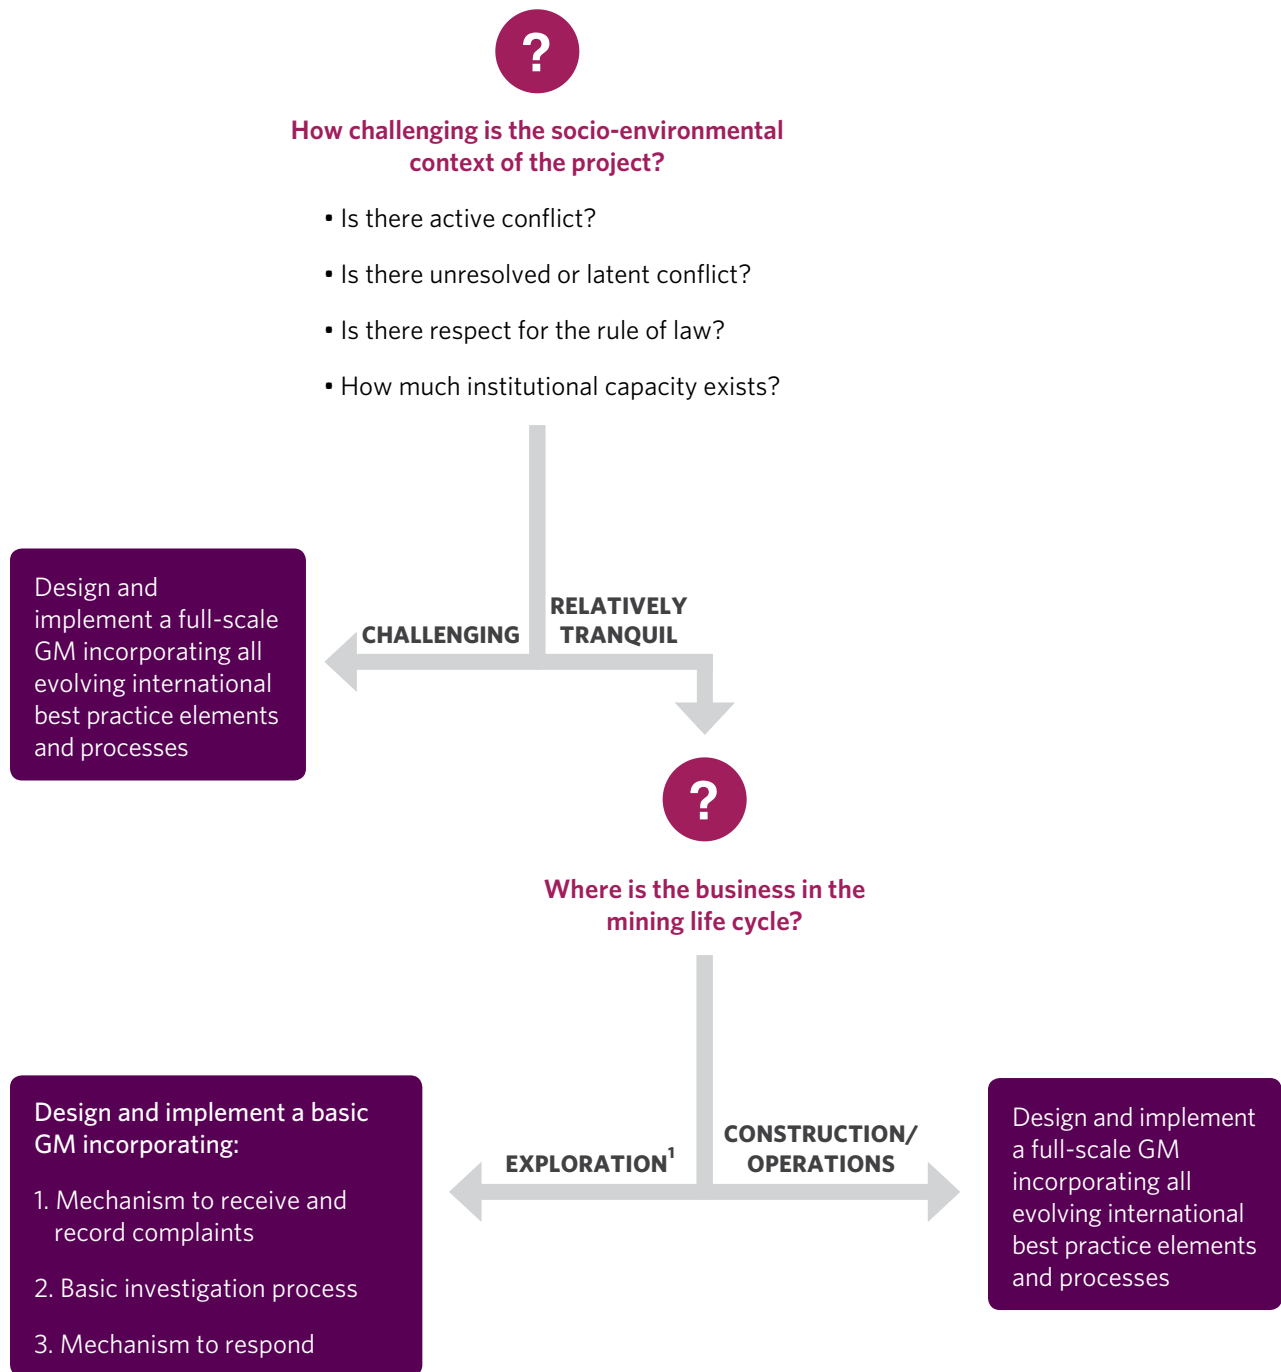 ?
How challenging is the socio-environmental
context of the project?
• Is there active conflict?
• Is there unresolved or latent conflict?
• Is there respect for the rule of law?
• How much institutional capacity exists?
Design and
implement a full-scale
GM incorporating all
evolving international
best practice elements
and processes
CHALLENGING
RELATIVELY
TRANQUIL
?
Where is the business in the
mining life cycle?
Design and implement a basic
GM incorporating:
1. Mechanism to receive and
record complaints
2. Basic investigation process
3. Mechanism to respond
EXPLORATION¹
CONSTRUCTION/
OPERATIONS
Design and implement
a full-scale GM
incorporating all
evolving international
best practice elements
and processes